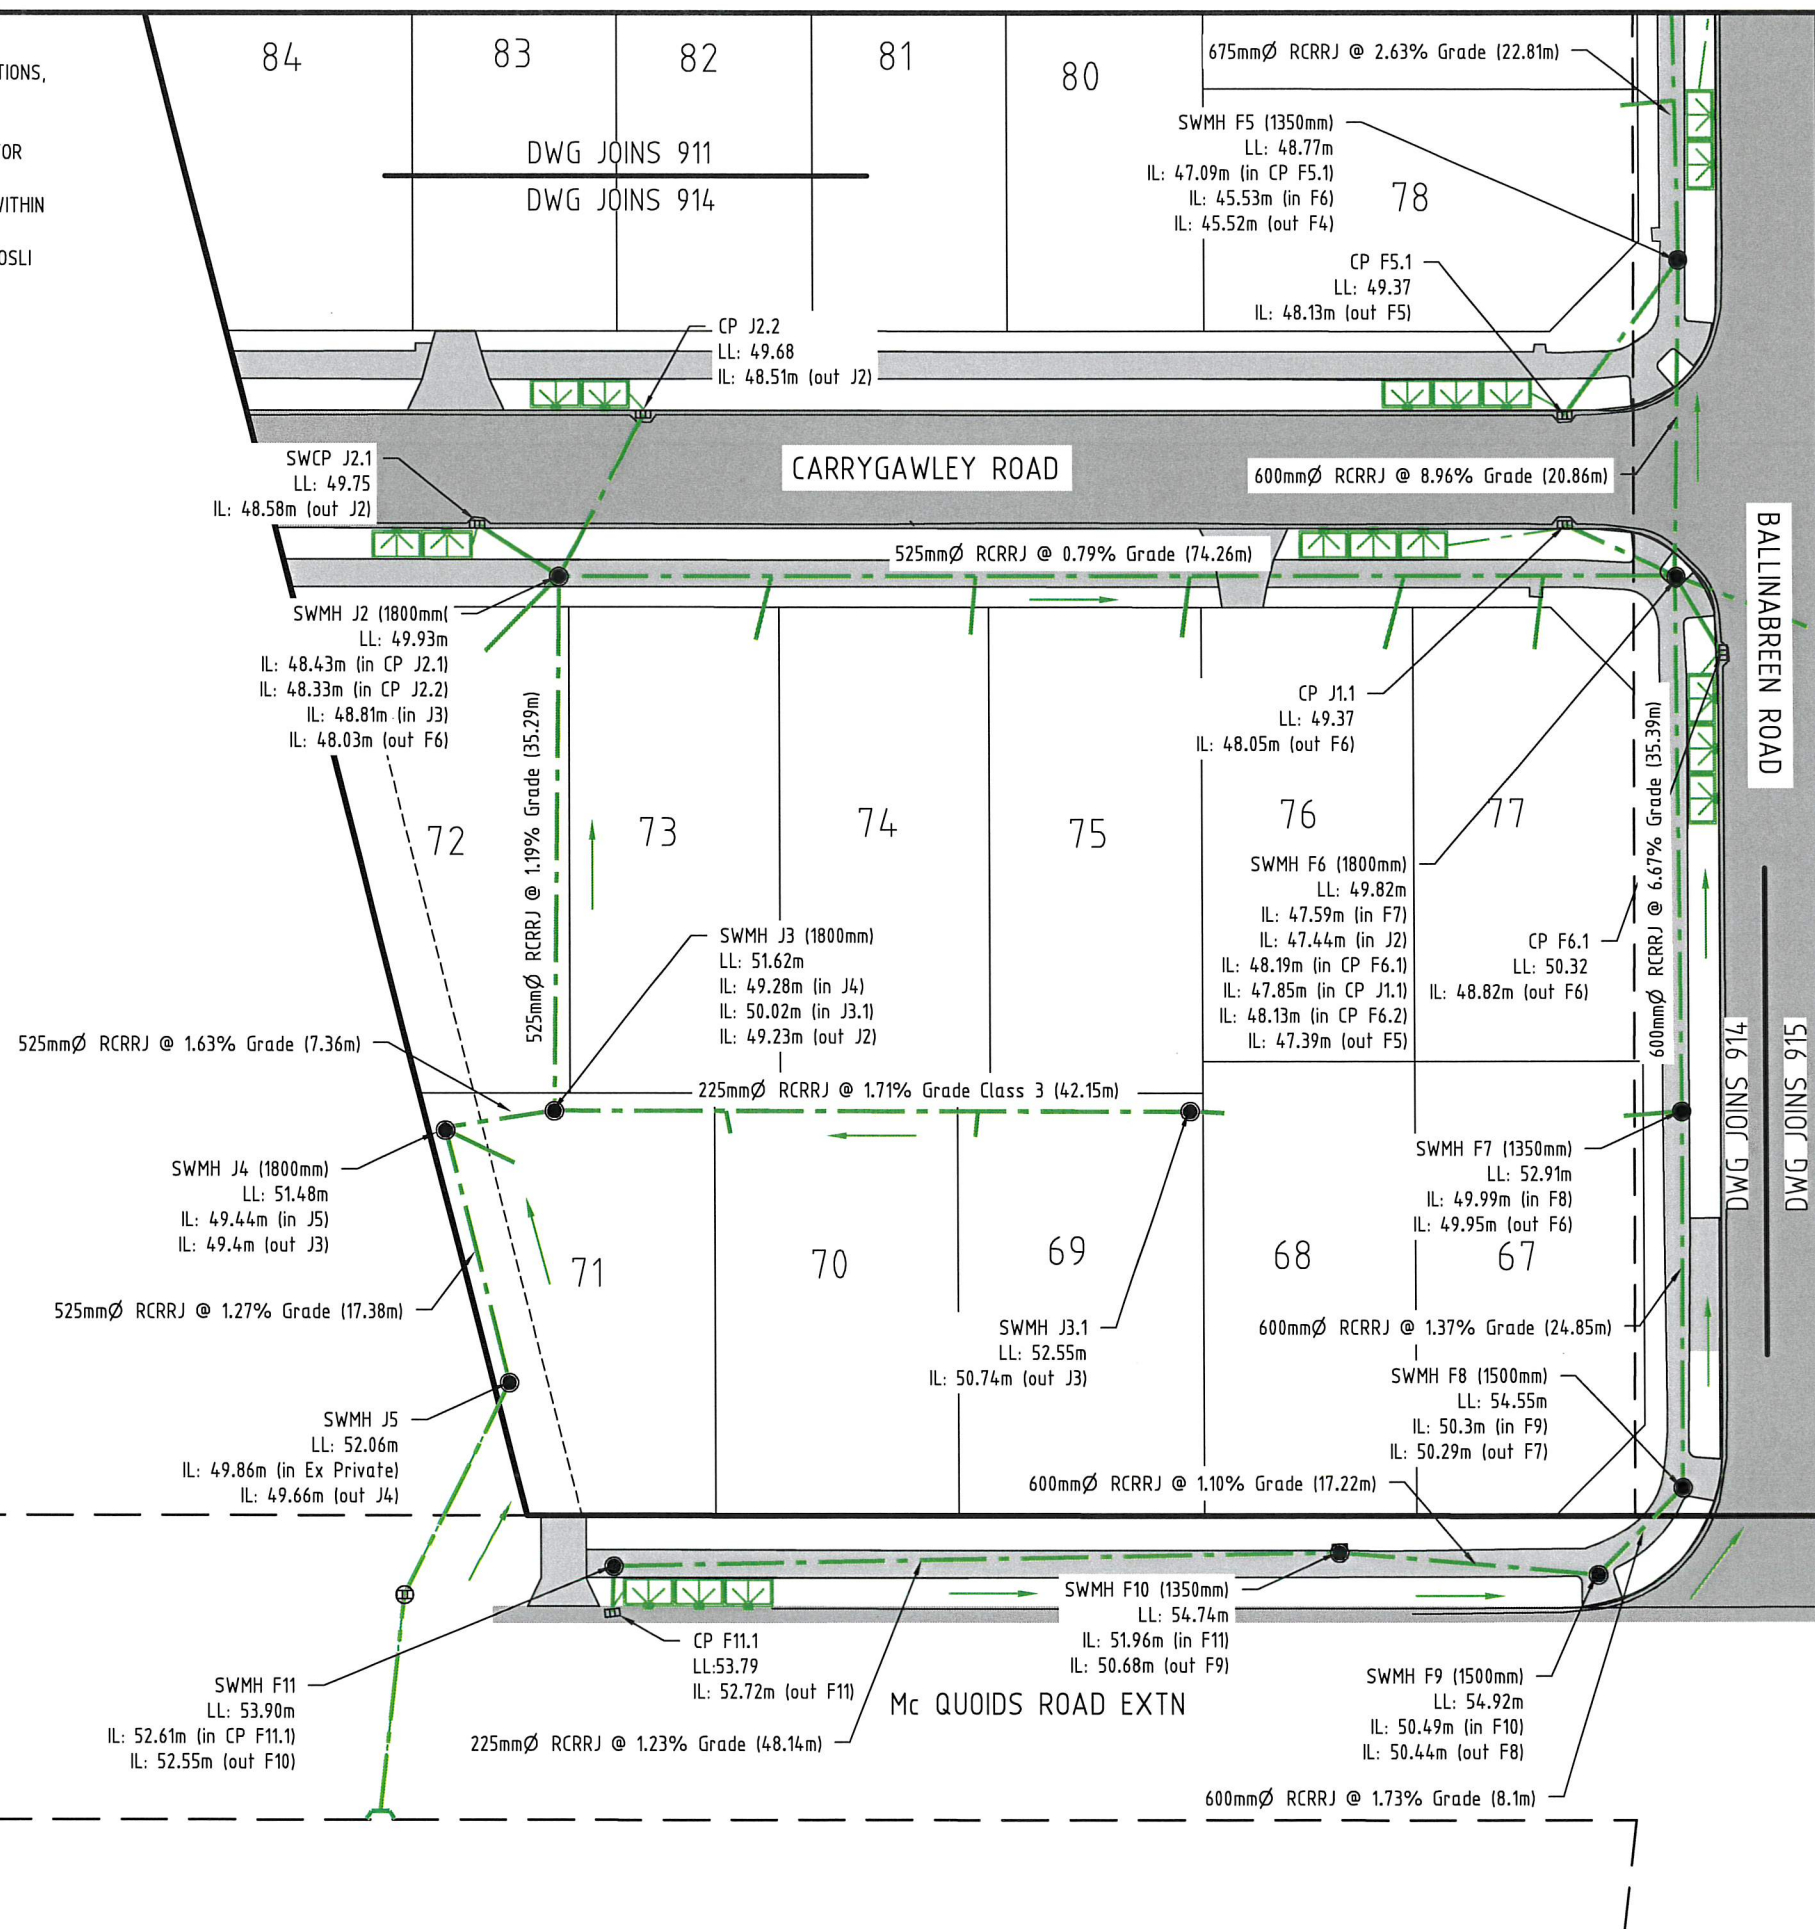 TIONS,
OR
WITHIN
OSLI
84
83
82
81
80
78
DWG JOINS 911
DWG JOINS 914
675mmØ RCRRJ @ 2.63% Grade (22.81m)
SWMH F5 (1350mm)
LL: 48.77m
IL: 47.09m (in CP F5.1)
IL: 45.53m (in F6)
IL: 45.52m (out F4)
CP F5.1
LL: 49.37
IL: 48.13m (out F5)
CP J2.2
LL: 49.68
IL: 48.51m (out J2)
SWCP J2.1
LL: 49.75
IL: 48.58m (out J2)
CARRYGAWLEY ROAD
600mmØ RCRRJ @ 8.96% Grade (20.86m)
BALLINABREEN ROAD
525mmØ RCRRJ @ 0.79% Grade (74.26m)
SWMH J2 (1800mm(
LL: 49.93m
IL: 48.43m (in CP J2.1)
IL: 48.33m (in CP J2.2)
IL: 48.81m (in J3)
IL: 48.03m (out F6)
525mmØ RCRRJ @ 1.19% Grade (35.29m)
CP J1.1
LL: 49.37
IL: 48.05m (out F6)
600mmØ RCRRJ @ 6.67% Grade (35.39m)
72
73
74
75
76
77
SWMH F6 (1800mm)
LL: 49.82m
IL: 47.59m (in F7)
IL: 47.44m (in J2)
IL: 48.19m (in CP F6.1)
IL: 47.85m (in CP J1.1)
IL: 48.13m (in CP F6.2)
IL: 47.39m (out F5)
CP F6.1
LL: 50.32
IL: 48.82m (out F6)
SWMH J3 (1800mm)
LL: 51.62m
IL: 49.28m (in J4)
IL: 50.02m (in J3.1)
IL: 49.23m (out J2)
DWG JOINS 914
DWG JOINS 915
525mmØ RCRRJ @ 1.63% Grade (7.36m)
225mmØ RCRRJ @ 1.71% Grade Class 3 (42.15m)
SWMH J4 (1800mm)
LL: 51.48m
IL: 49.44m (in J5)
IL: 49.4m (out J3)
SWMH F7 (1350mm)
LL: 52.91m
IL: 49.99m (in F8)
IL: 49.95m (out F6)
71
70
69
68
67
525mmØ RCRRJ @ 1.27% Grade (17.38m)
SWMH J3.1
LL: 52.55m
IL: 50.74m (out J3)
600mmØ RCRRJ @ 1.37% Grade (24.85m)
SWMH F8 (1500mm)
LL: 54.55m
IL: 50.3m (in F9)
IL: 50.29m (out F7)
SWMH J5
LL: 52.06m
IL: 49.86m (in Ex Private)
IL: 49.66m (out J4)
600mmØ RCRRJ @ 1.10% Grade (17.22m)
SWMH F10 (1350mm)
LL: 54.74m
IL: 51.96m (in F11)
IL: 50.68m (out F9)
CP F11.1
LL:53.79
IL: 52.72m (out F11)
SWMH F11
LL: 53.90m
IL: 52.61m (in CP F11.1)
IL: 52.55m (out F10)
Mc QUOIDS ROAD EXTN
SWMH F9 (1500mm)
LL: 54.92m
IL: 50.49m (in F10)
IL: 50.44m (out F8)
225mmØ RCRRJ @ 1.23% Grade (48.14m)
600mmØ RCRRJ @ 1.73% Grade (8.1m)